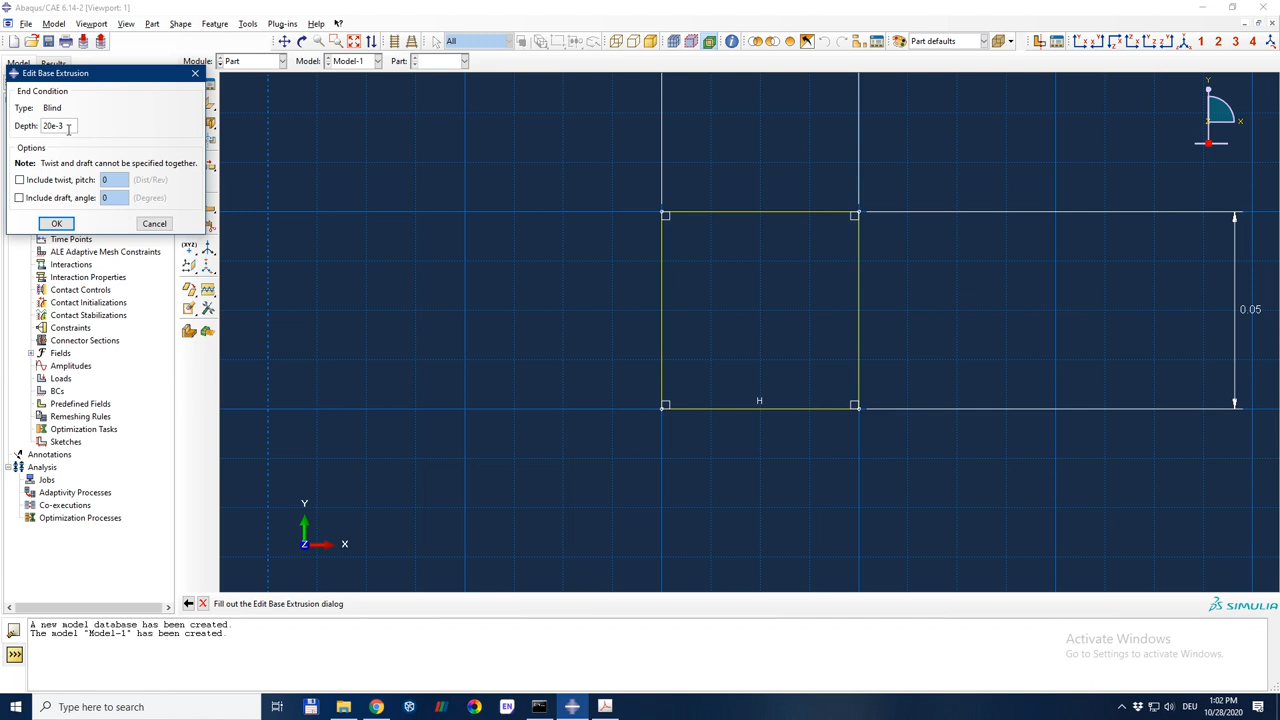 Abaqus/CAE 6.14-2 [Viewport: 1]
File Model Viewport View Part Shape Feature Tools Plug-ins Help
All
Part defaults
1 2 3 4
Model Results
Module: Part Model: Model-1 Part:
Edit Base Extrusion
End Condition
Type: Blind
Depth: 20e-3
Options
Note: Twist and draft cannot be specified together.
Include twist, pitch: 0 (Dist/Rev)
Include draft, angle: 0 (Degrees)
OK Cancel
Time Points
ALE Adaptive Mesh Constraints
Interactions
Interaction Properties
Contact Controls
Contact Initializations
Contact Stabilizations
Constraints
Connector Sections
Fields
Amplitudes
Loads
BCs
Predefined Fields
Remeshing Rules
Optimization Tasks
Sketches
Annotations
Analysis
Jobs
Adaptivity Processes
Co-executions
Optimization Processes
Y
X
0.05
H
Y
Z X
Fill out the Edit Base Extrusion dialog
SIMULIA
A new model database has been created.
The model "Model-1" has been created.
Activate Windows
Go to Settings to activate Windows.
>>>
Type here to search
EN
DEU
1:02 PM
10/28/2020